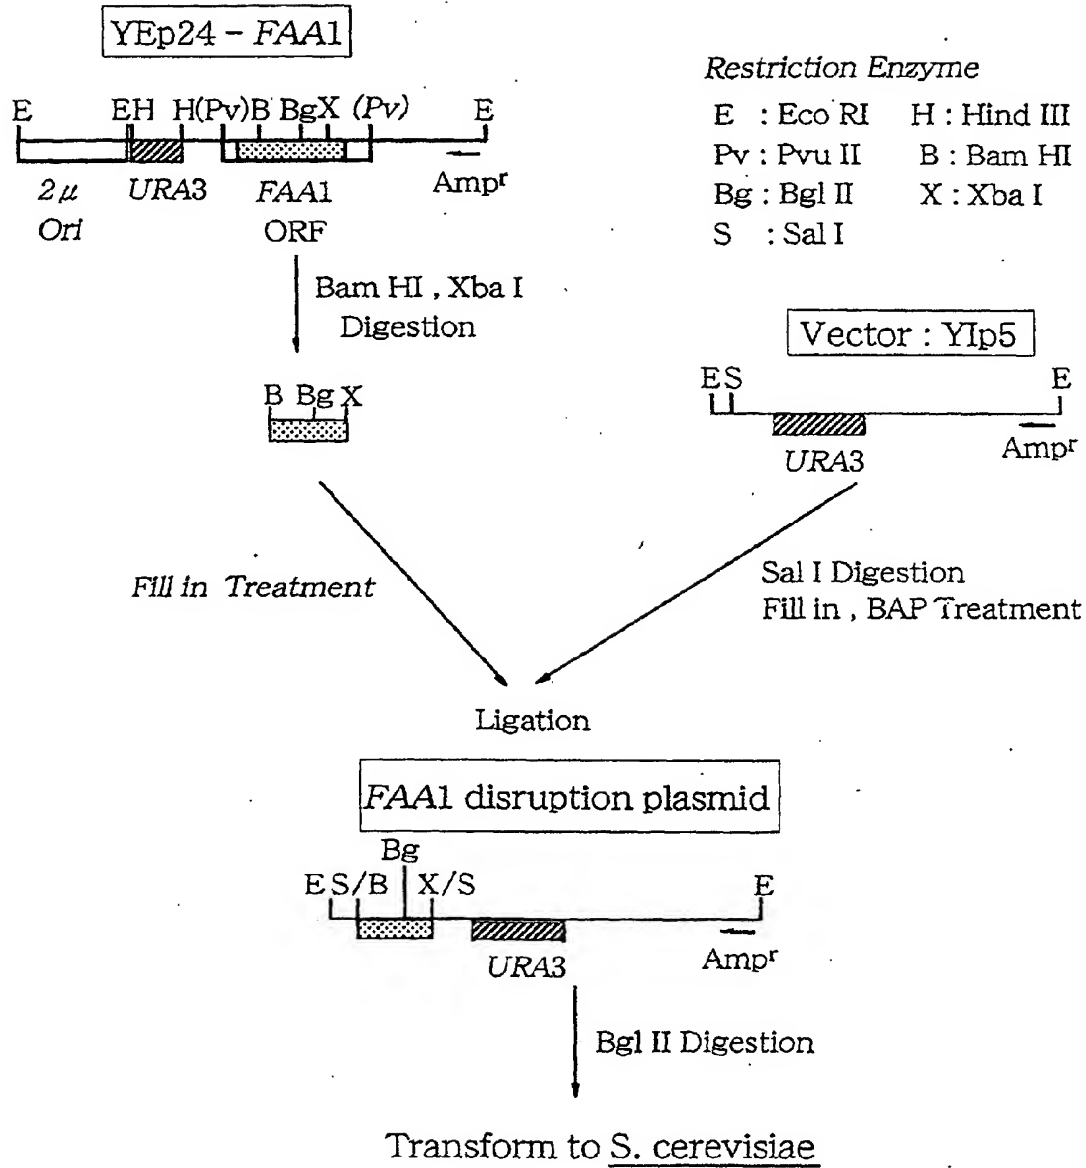 YEp24 - FAA1
E EH H(Pv)B BgX (Pv) E
2μ URA3 FAA1 Ampr
Ori ORF
Bam HI , Xba I
Digestion
B Bg X
Fill in Treatment
Restriction Enzyme
E : Eco RI H : Hind III
Pv : Pvu II B : Bam HI
Bg : Bgl II X : Xba I
S : Sal I
Vector : YIp5
E S E
URA3 Ampr
Sal I Digestion
Fill in , BAP Treatment
Ligation
FAA1 disruption plasmid
Bg
E S/B X/S E
URA3 Ampr
Bgl II Digestion
Transform to S. cerevisiae